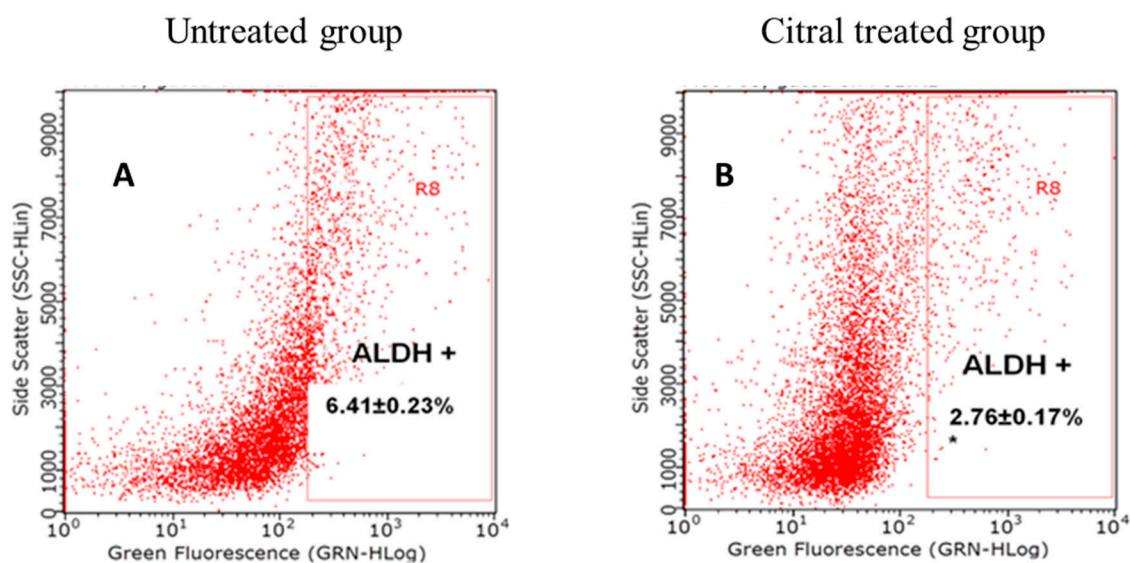 Untreated group
Citral treated group
A
R8
ALDH +
6.41±0.23%
Side Scatter (SSC-HLin)
0 1000 3000 5000 7000 9000
10⁰ 10¹ 10² 10³ 10⁴
Green Fluorescence (GRN-HLog)
B
R8
ALDH +
2.76±0.17%
*
Side Scatter (SSC-HLin)
0 1000 3000 5000 7000 9000
10⁰ 10¹ 10² 10³ 10⁴
Green Fluorescence (GRN-HLog)